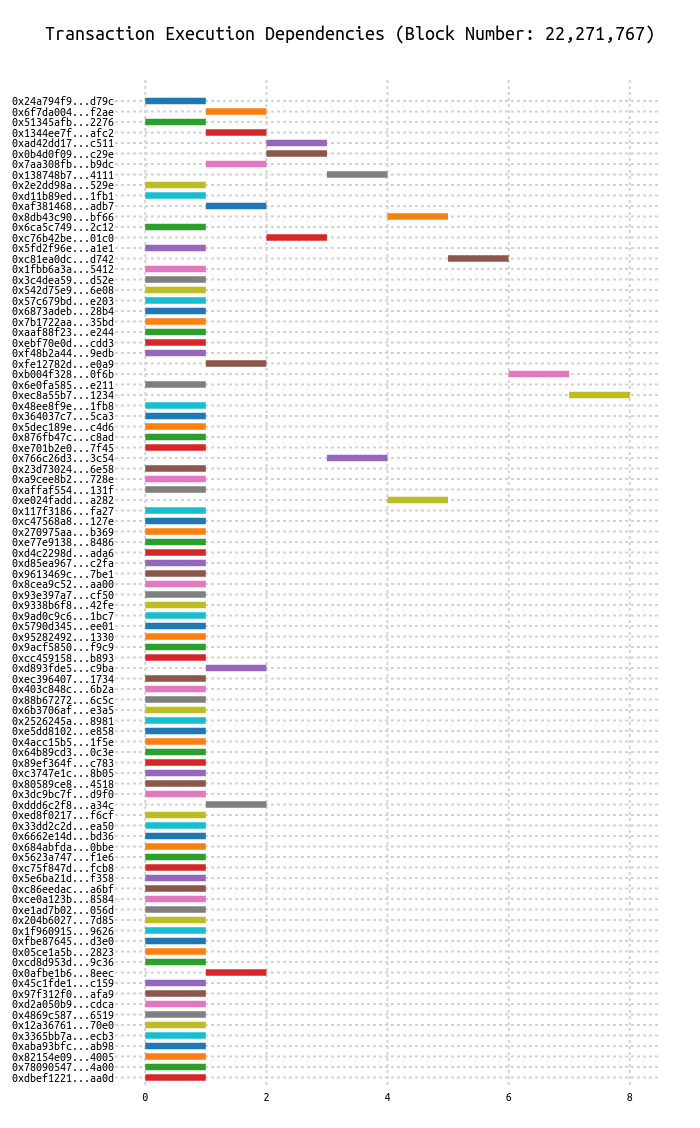 Transaction Execution Dependencies (Block Number: 22,271,767)
0x24a794f9...d79c
0x6f7da004...f2ae
0x51345afb...2276
0x1344ee7f...afc2
0xad42dd17...c511
0x0b4d0f09...c29e
0x7aa308fb...b9dc
0x138748b7...4111
0x2e2dd98a...529e
0xd11b89ed...1fb1
0xaf381468...adb7
0x8db43c90...bf66
0x6ca5c749...2c12
0xc76b42be...01c0
0x5fd2f96e...a1e1
0xc81ea0dc...d742
0x1fbb6a3a...5412
0x3c4dea59...d52e
0x542d75e9...6e08
0x57c679bd...e203
0x6873adeb...28b4
0x7b1722aa...35bd
0xaaf88f23...e244
0xebf70e0d...cdd3
0xf48b2a44...9edb
0xfe12782d...e0a9
0xb004f328...0f6b
0x6e0fa585...e211
0xec8a55b7...1234
0x48ee8f9e...1fb8
0x364037c7...5ca3
0x5dec189e...c4d6
0x876fb47c...c8ad
0xe701b2e0...7f45
0x766c26d3...3c54
0x23d73024...6e58
0xa9cee8b2...728e
0xaffaf554...131f
0xe024fadd...a282
0x117f3186...fa27
0xc47568a8...127e
0x270975aa...b369
0xe77e9138...8486
0xd4c2298d...ada6
0xd85ea967...c2fa
0x9613469c...7be1
0x8cea9c52...aa00
0x93e397a7...cf50
0x9338b6f8...42fe
0x9ad0c9c6...1bc7
0x5790d345...ee01
0x95282492...1330
0x9acf5850...f9c9
0xcc459158...b893
0xd893fde5...c9ba
0xec396407...1734
0x403c848c...6b2a
0x88b67272...6c5c
0x6b3706af...e3a5
0x2526245a...8981
0xe5dd8102...e858
0x4acc15b5...1f5e
0x64b89cd3...0c3e
0x89ef364f...c783
0xc3747e1c...8b05
0x80589ce8...4518
0x3dc9bc7f...d9f0
0xddd6c2f8...a34c
0xed8f0217...f6cf
0x33dd2c2d...ea50
0x6662e14d...bd36
0x684abfda...0bbe
0x5623a747...f1e6
0xc75f847d...fcb8
0x5e6ba21d...f358
0xc86eedac...a6bf
0xce0a123b...8584
0xe1ad7b02...056d
0x204b6027...7d85
0x1f960915...9626
0xfbe87645...d3e0
0x05ce1a5b...2823
0xcd8d953d...9c36
0x0afbe1b6...8eec
0x45c1fde1...c159
0x97f312f0...afa9
0xd2a050b9...cdca
0x4869c587...6519
0x12a36761...70e0
0x3365bb7a...ecb3
0xaba93bfc...ab98
0x82154e09...4005
0x78090547...4a00
0xdbef1221...aa0d
0 2 4 6 8